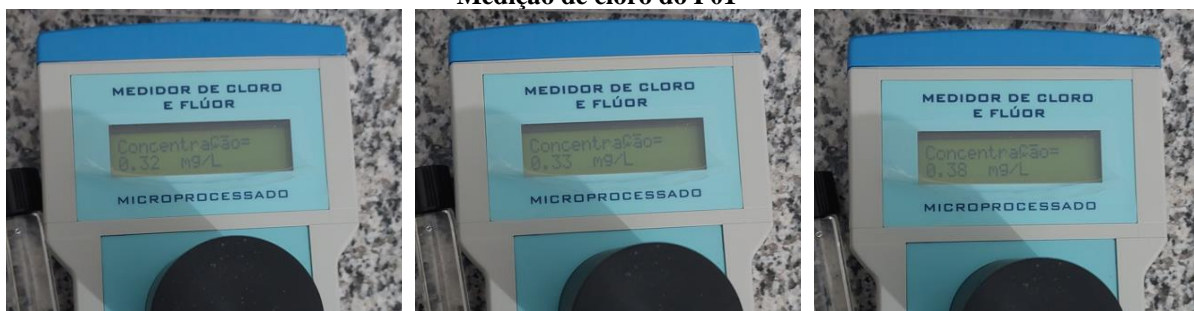 Medição de cloro do P01
MEDIDOR DE CLORO
E FLÚOR
Concentração=
0.32 mg/L
MICROPROCESSADO
MEDIDOR DE CLORO
E FLÚOR
Concentração=
0.33 mg/L
MICROPROCESSADO
MEDIDOR DE CLORO
E FLÚOR
Concentração=
0.38 mg/L
MICROPROCESSADO